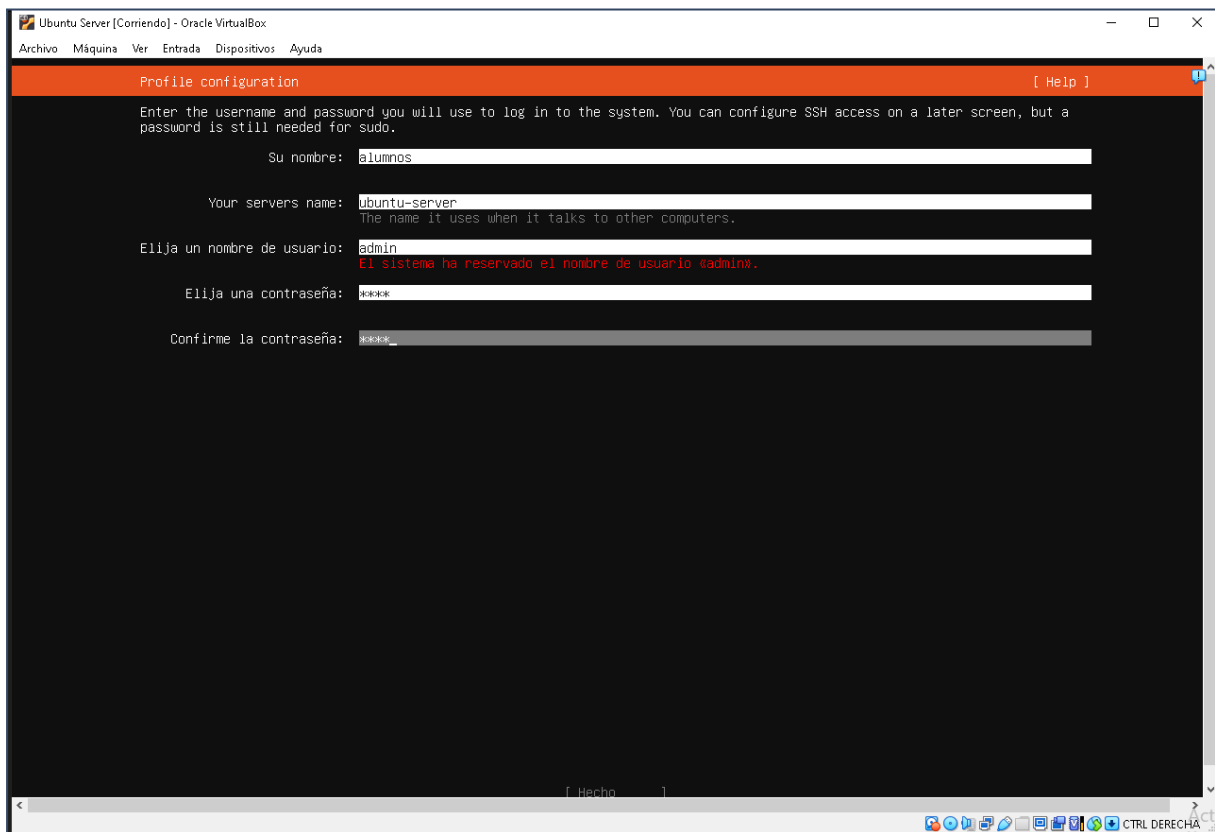 Ubuntu Server [Corriendo] - Oracle VirtualBox
Archivo Máquina Ver Entrada Dispositivos Ayuda
Profile configuration [ Help ]
Enter the username and password you will use to log in to the system. You can configure SSH access on a later screen, but a
password is still needed for sudo.
Su nombre: alumnos
Your servers name: ubuntu-server
The name it uses when it talks to other computers.
Elija un nombre de usuario: admin
El sistema ha reservado el nombre de usuario «admin».
Elija una contraseña: ****
Confirme la contraseña: ****_
[ Hecho ]
CTRL DERECHA
Act